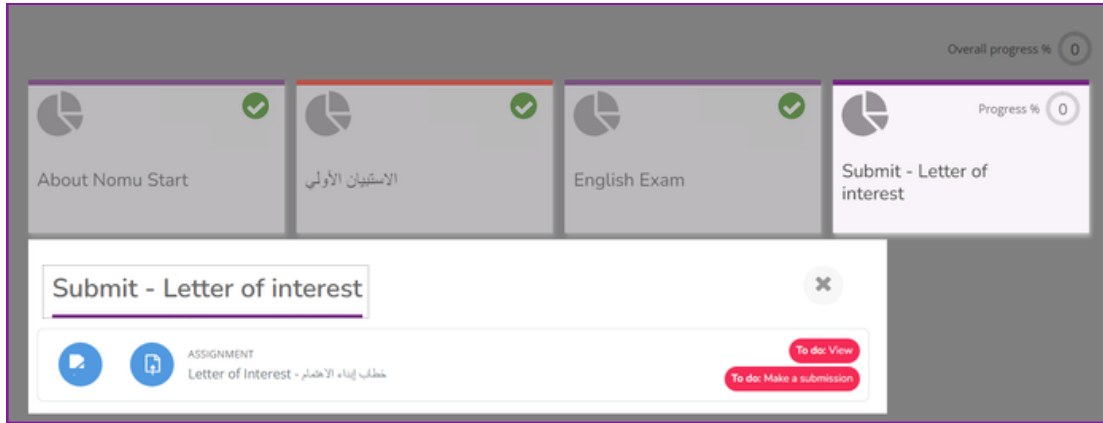 Overall progress % 0
Progress % 0
About Nomu Start
الاستبيان الأولي
English Exam
Submit - Letter of
interest
Submit - Letter of interest
ASSIGNMENT
Letter of Interest - خطاب إبداء الاهتمام
To do: View
To do: Make a submission